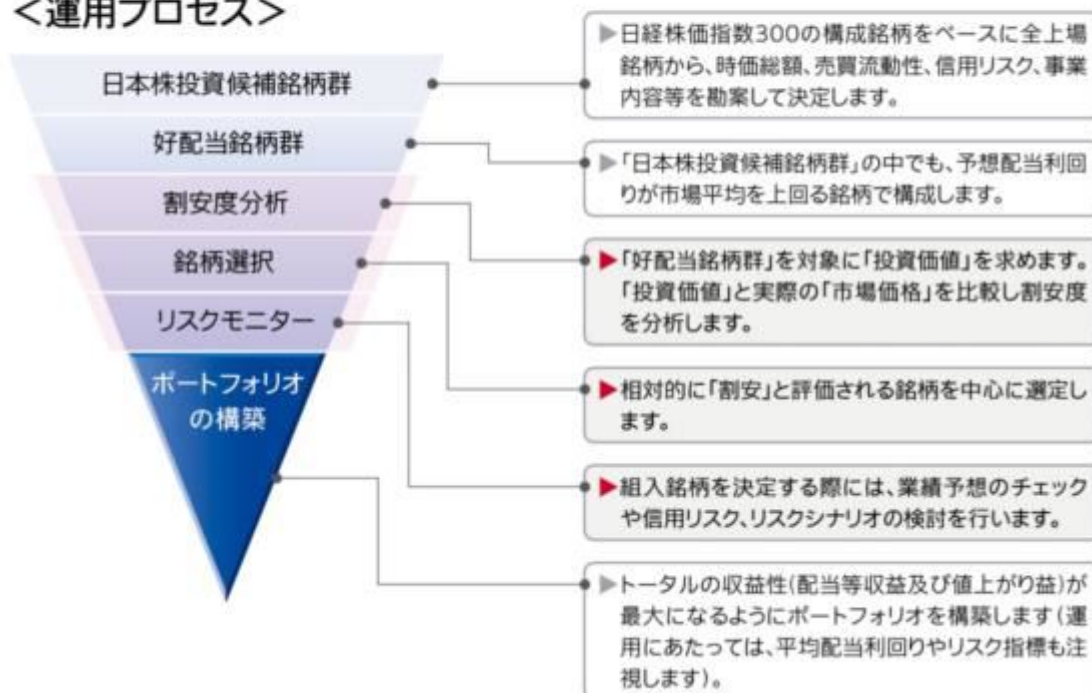 ＜運用プロセス＞
日本株投資候補銘柄群
好配当銘柄群
割安度分析
銘柄選択
リスクモニター
ポートフォリオ
の構築
▶日経株価指数300の構成銘柄をベースに全上場
銘柄から、時価総額、売買流動性、信用リスク、事業
内容等を勘案して決定します。
▶「日本株投資候補銘柄群」の中でも、予想配当利回
りが市場平均を上回る銘柄で構成します。
▶「好配当銘柄群」を対象に「投資価値」を求めます。
「投資価値」と実際の「市場価格」を比較し割安度
を分析します。
▶相対的に「割安」と評価される銘柄を中心に選定し
ます。
▶組入銘柄を決定する際には、業績予想のチェック
や信用リスク、リスクシナリオの検討を行います。
▶トータルの収益性(配当等収益及び値上がり益)が
最大になるようにポートフォリオを構築します(運
用にあたっては、平均配当利回りやリスク指標も注
視します)。